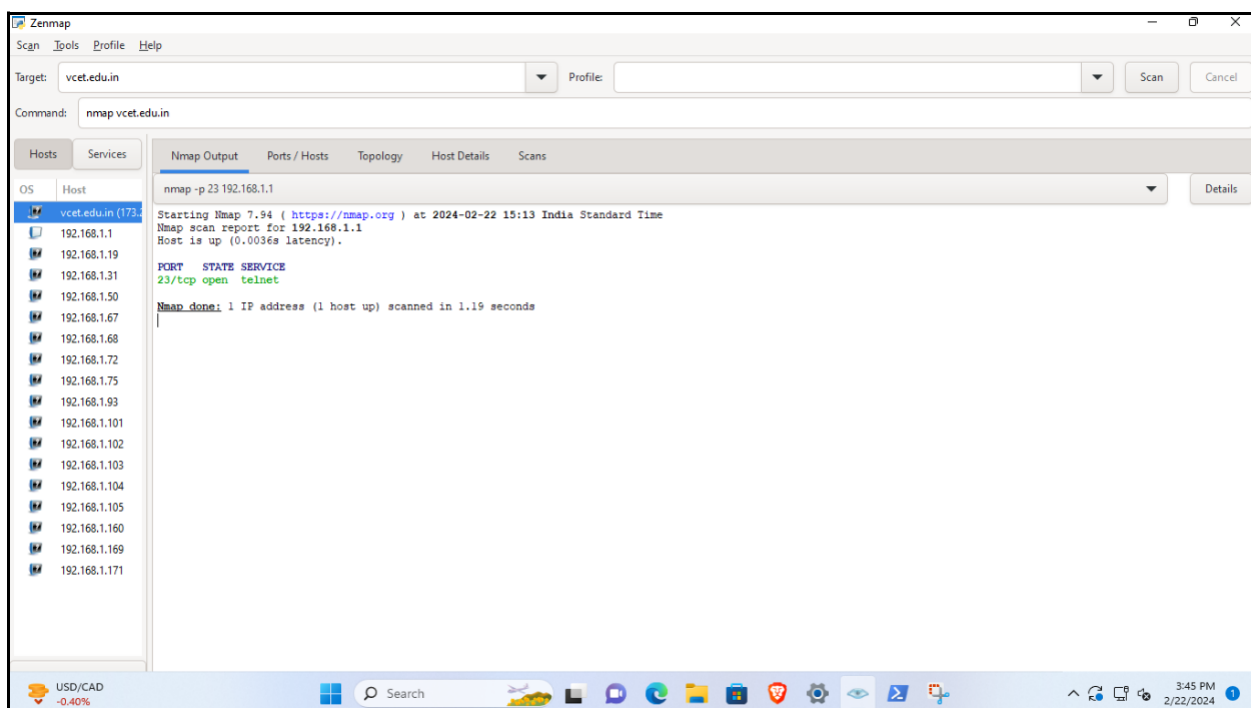 Zenmap
Scan Tools Profile Help
Target: vcet.edu.in Profile: Scan Cancel
Command: nmap vcet.edu.in
Hosts Services
OS Host
vcet.edu.in (173.2
192.168.1.1
192.168.1.19
192.168.1.31
192.168.1.50
192.168.1.67
192.168.1.68
192.168.1.72
192.168.1.75
192.168.1.93
192.168.1.101
192.168.1.102
192.168.1.103
192.168.1.104
192.168.1.105
192.168.1.160
192.168.1.169
192.168.1.171
Nmap Output Ports / Hosts Topology Host Details Scans
nmap -p 23 192.168.1.1 Details
Starting Nmap 7.94 ( https://nmap.org ) at 2024-02-22 15:13 India Standard Time
Nmap scan report for 192.168.1.1
Host is up (0.0036s latency).
PORT STATE SERVICE
23/tcp open telnet
Nmap done: 1 IP address (1 host up) scanned in 1.19 seconds
USD/CAD
-0.40%
Search
3:45 PM
2/22/2024
1